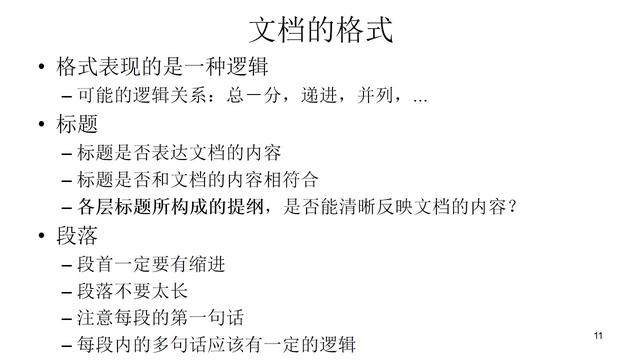 文档的格式
• 格式表现的是一种逻辑
– 可能的逻辑关系：总－分，递进，并列，...
• 标题
– 标题是否表达文档的内容
– 标题是否和文档的内容相符合
– 各层标题所构成的提纲，是否能清晰反映文档的内容？
• 段落
– 段首一定要有缩进
– 段落不要太长
– 注意每段的第一句话
– 每段内的多句话应该有一定的逻辑
11